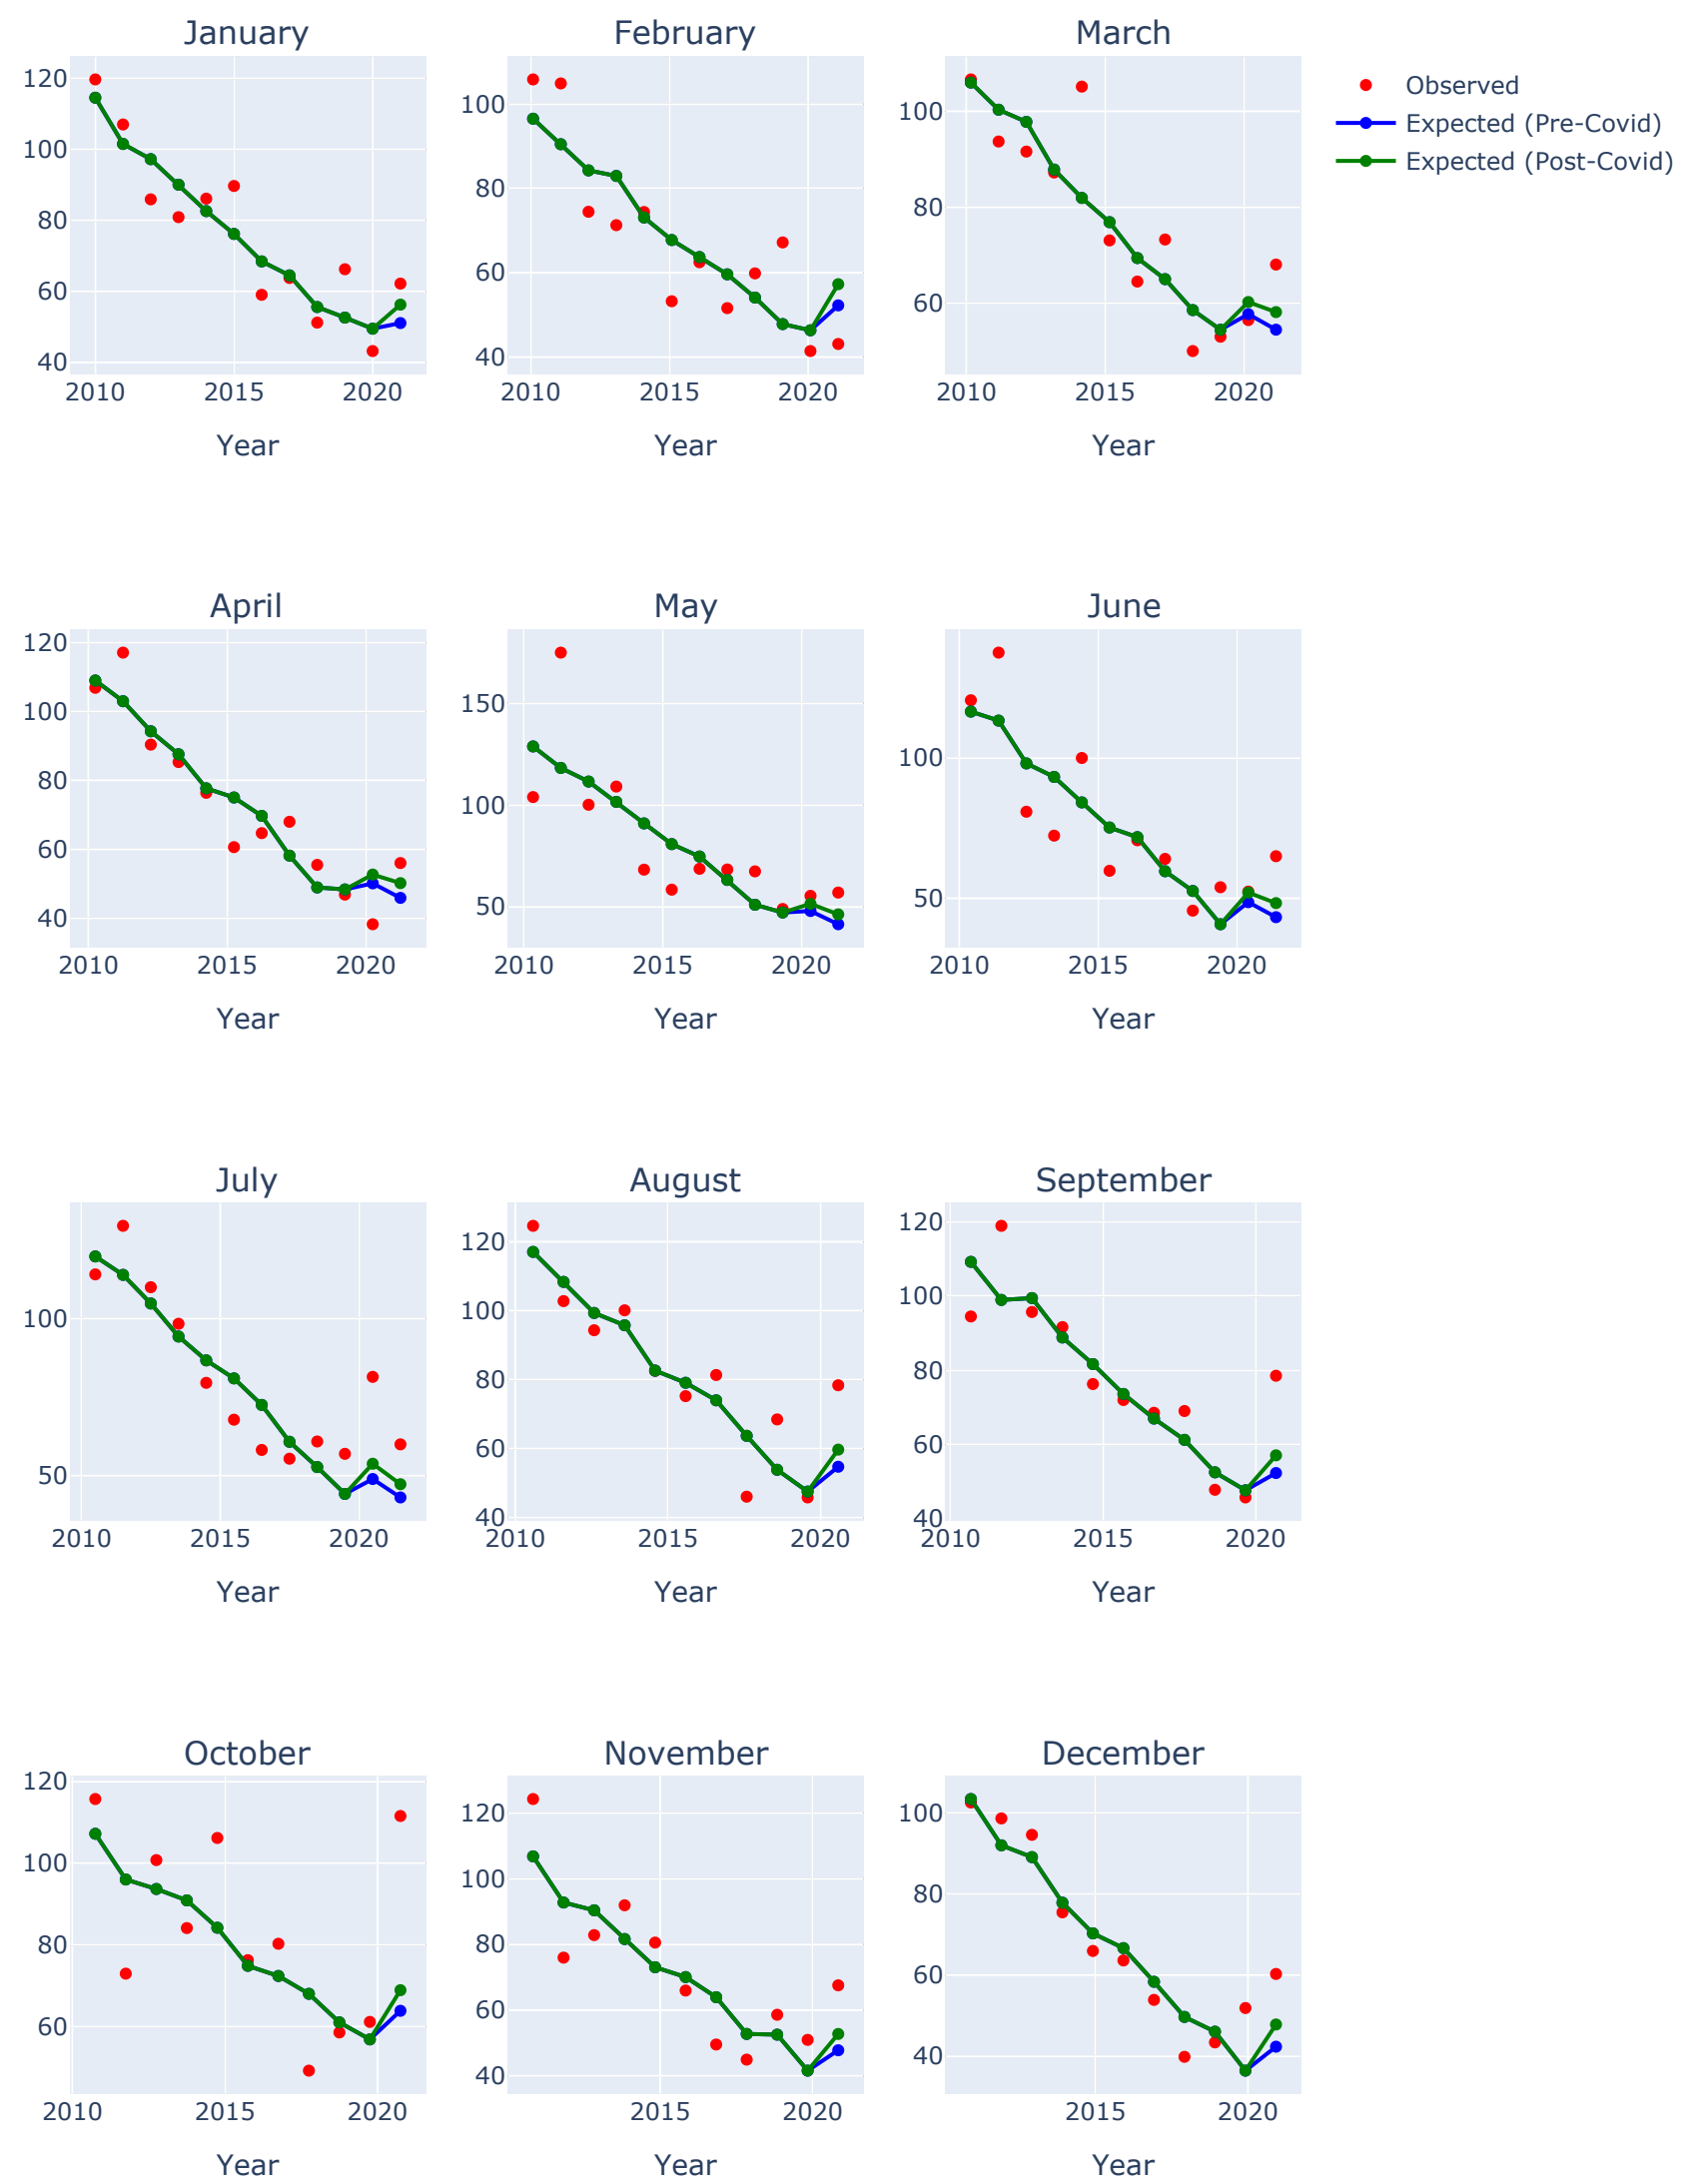 January
February
March
Observed
Expected (Pre-Covid)
Expected (Post-Covid)
120
100
80
60
40
100
80
60
40
100
80
60
2010 2015 2020
2010 2015 2020
2010 2015 2020
Year
Year
Year
April
May
June
120
100
80
60
40
150
100
50
100
50
2010 2015 2020
2010 2015 2020
2010 2015 2020
Year
Year
Year
July
August
September
100
50
120
100
80
60
40
120
100
80
60
40
2010 2015 2020
2010 2015 2020
2010 2015 2020
Year
Year
Year
October
November
December
120
100
80
60
120
100
80
60
40
100
80
60
40
2010 2015 2020
2015 2020
2015 2020
Year
Year
Year